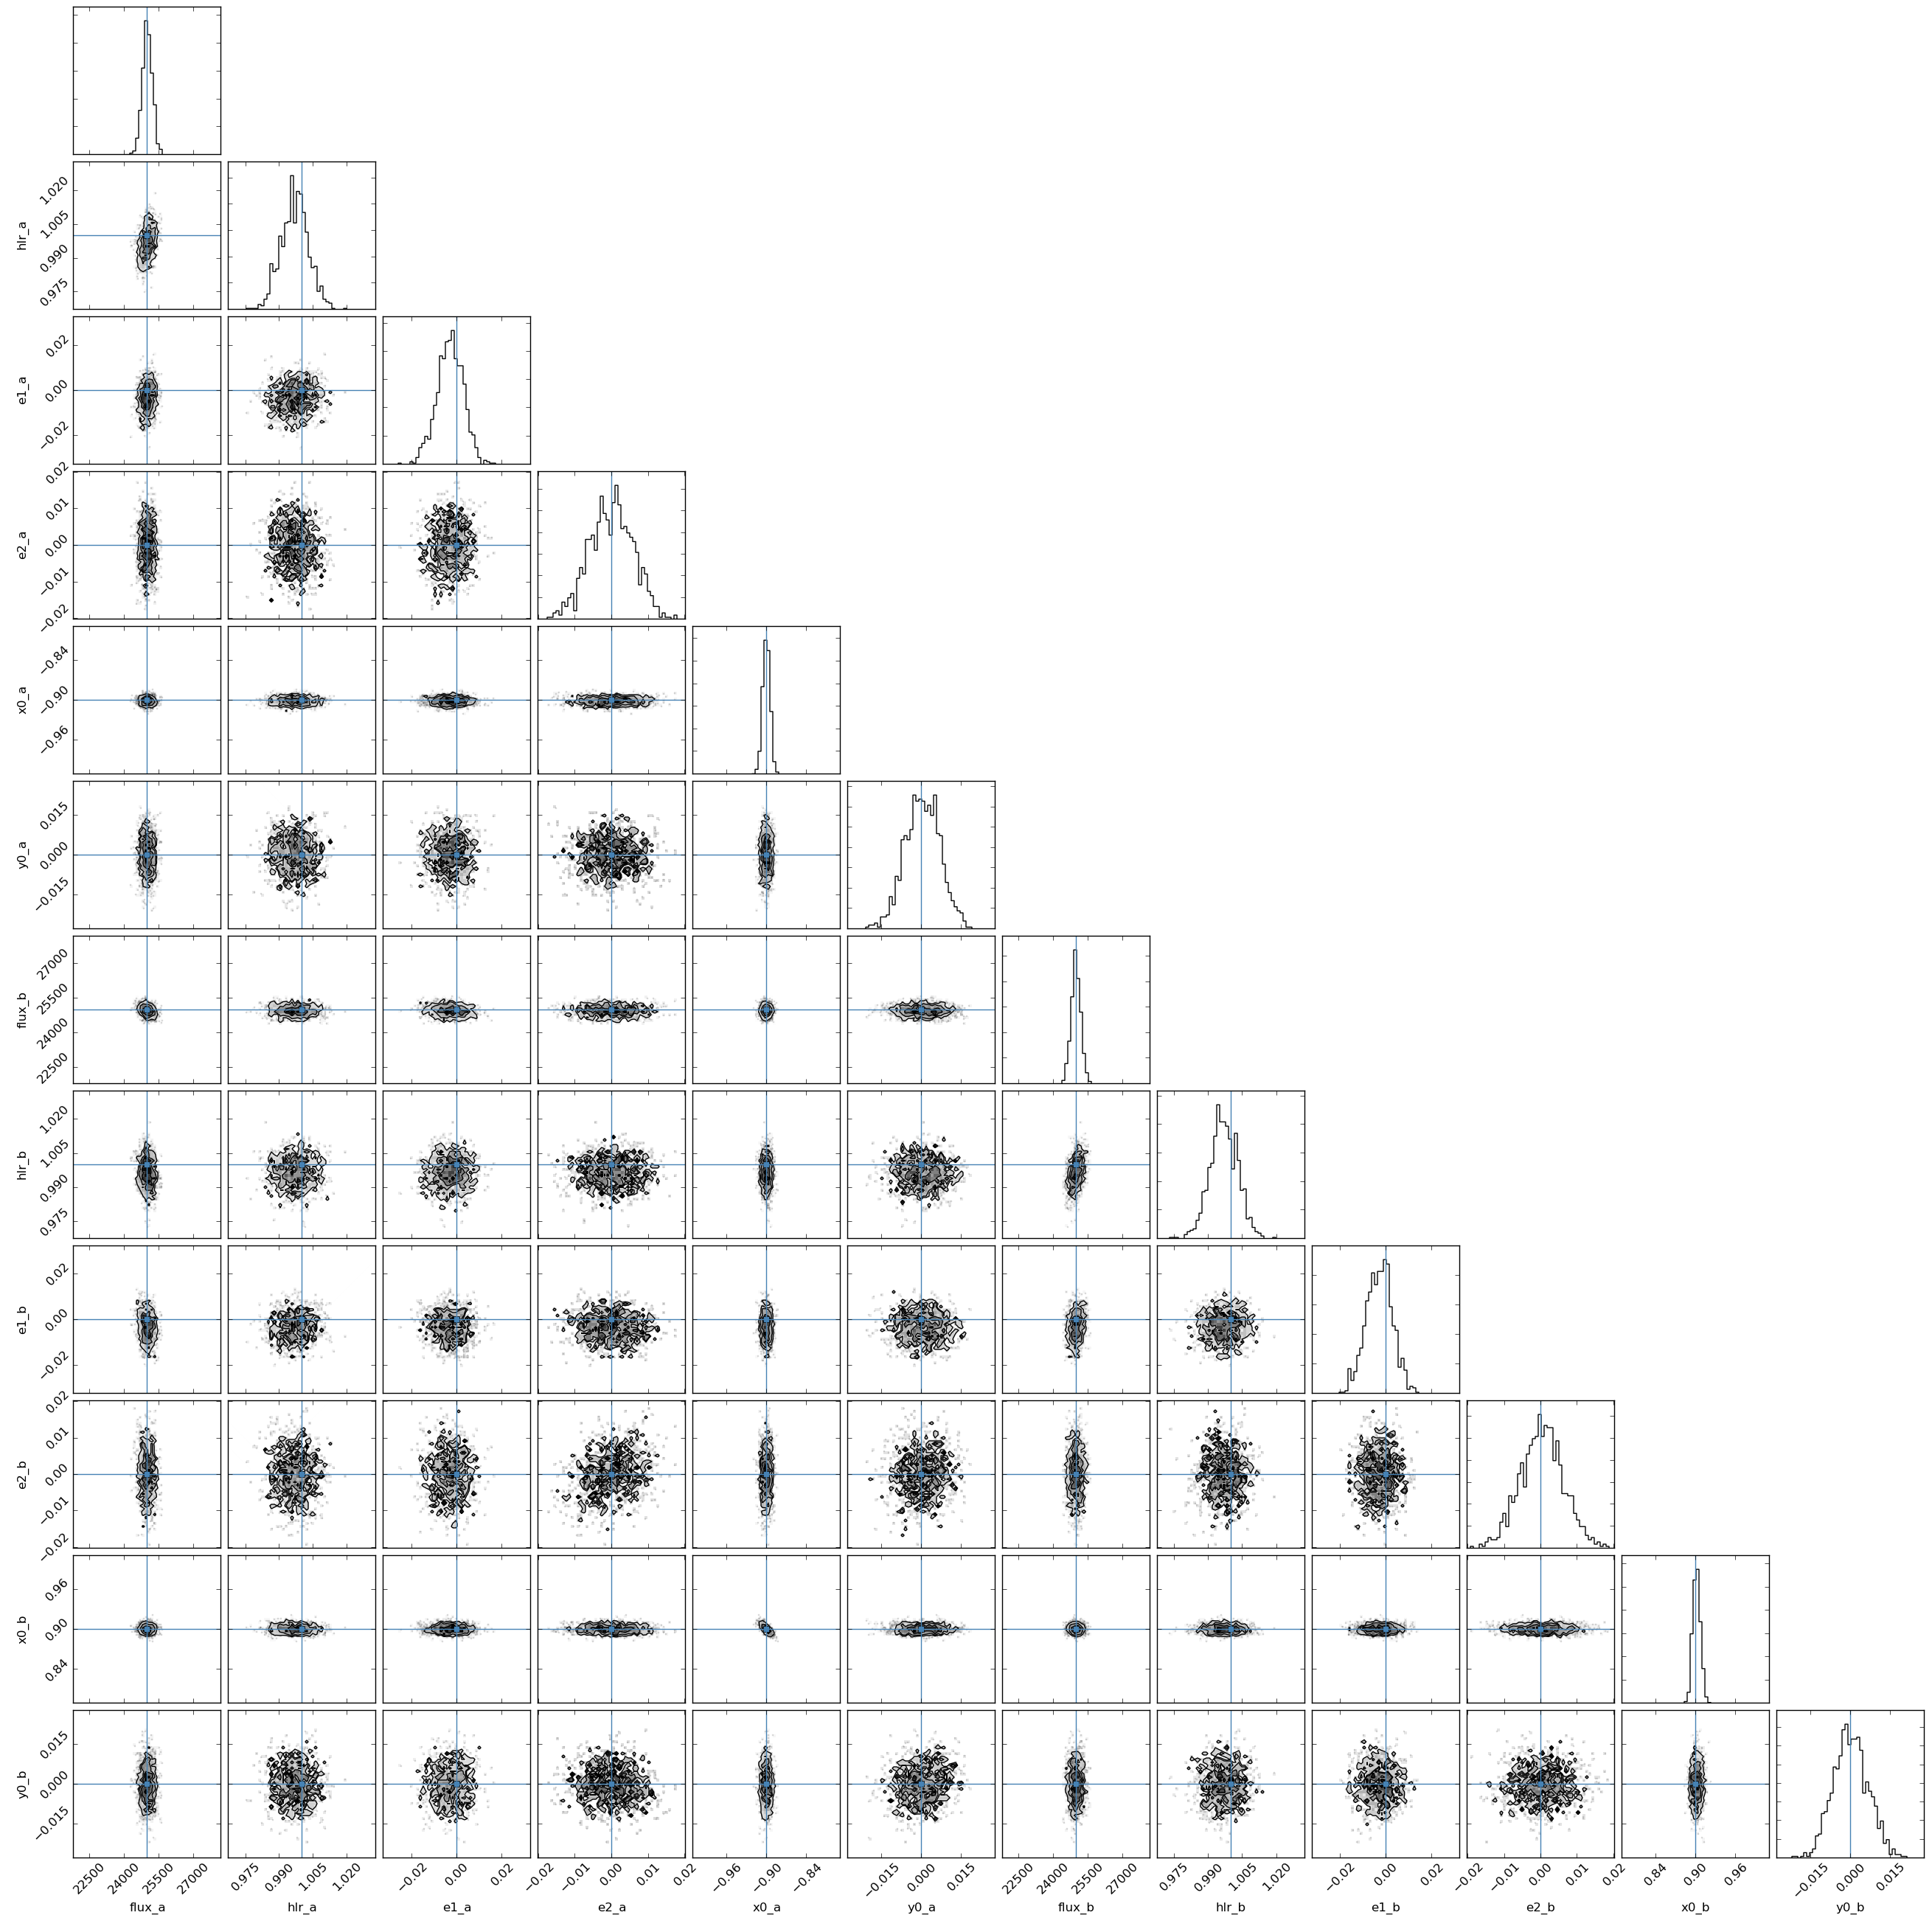 hlr_a 1.020 1.005 0.990 0.975
e1_a 0.02 0.00 −0.02
e2_a 0.02 0.01 0.00 −0.01 −0.02
x0_a −0.84 −0.90 −0.96
y0_a 0.015 0.000 −0.015
flux_b 27000 25500 24000 22500
hlr_b 1.020 1.005 0.990 0.975
e1_b 0.02 0.00 −0.02
e2_b 0.02 0.01 0.00 −0.01 −0.02
x0_b 0.96 0.90 0.84
y0_b 0.015 0.000 −0.015
22500 24000 25500 27000 0.975 0.990 1.005 1.020 −0.02 0.00 0.02 −0.02 −0.01 0.00 0.01 0.02 −0.96 −0.90 −0.84 −0.015 0.000 0.015 22500 24000 25500 27000 0.975 0.990 1.005 1.020 −0.02 0.00 0.02 −0.02 −0.01 0.00 0.01 0.02 0.84 0.90 0.96 −0.015 0.000 0.015
flux_a hlr_a e1_a e2_a x0_a y0_a flux_b hlr_b e1_b e2_b x0_b y0_b